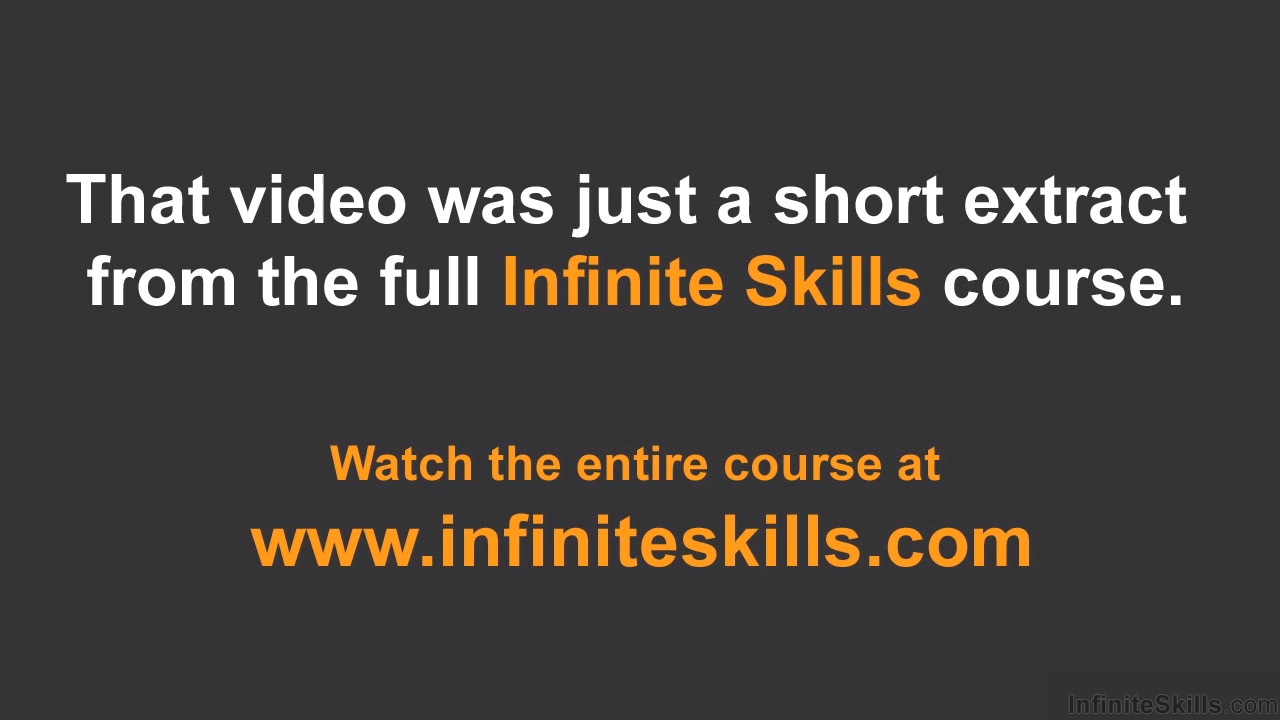 That video was just a short extract
from the full Infinite Skills course.
Watch the entire course at
www.infiniteskills.com
InfiniteSkills.com